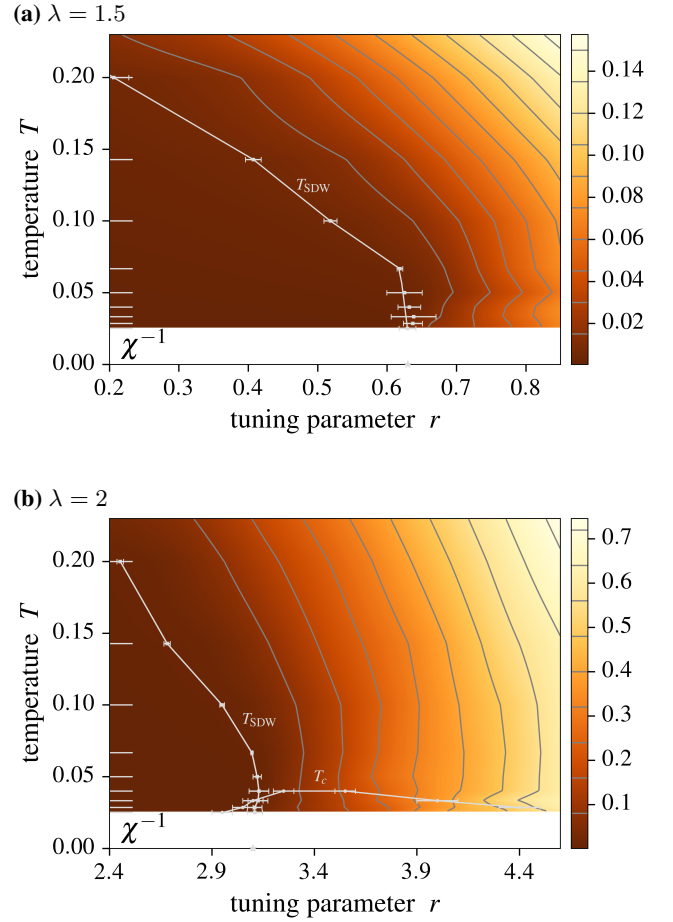 (a) λ = 1.5
temperature T
0.20
0.15
0.10
0.05
0.00
T_SDW
χ⁻¹
0.2 0.3 0.4 0.5 0.6 0.7 0.8
tuning parameter r
0.14
0.12
0.10
0.08
0.06
0.04
0.02
(b) λ = 2
temperature T
0.20
0.15
0.10
0.05
0.00
T_SDW
T_c
χ⁻¹
2.4 2.9 3.4 3.9 4.4
tuning parameter r
0.7
0.6
0.5
0.4
0.3
0.2
0.1